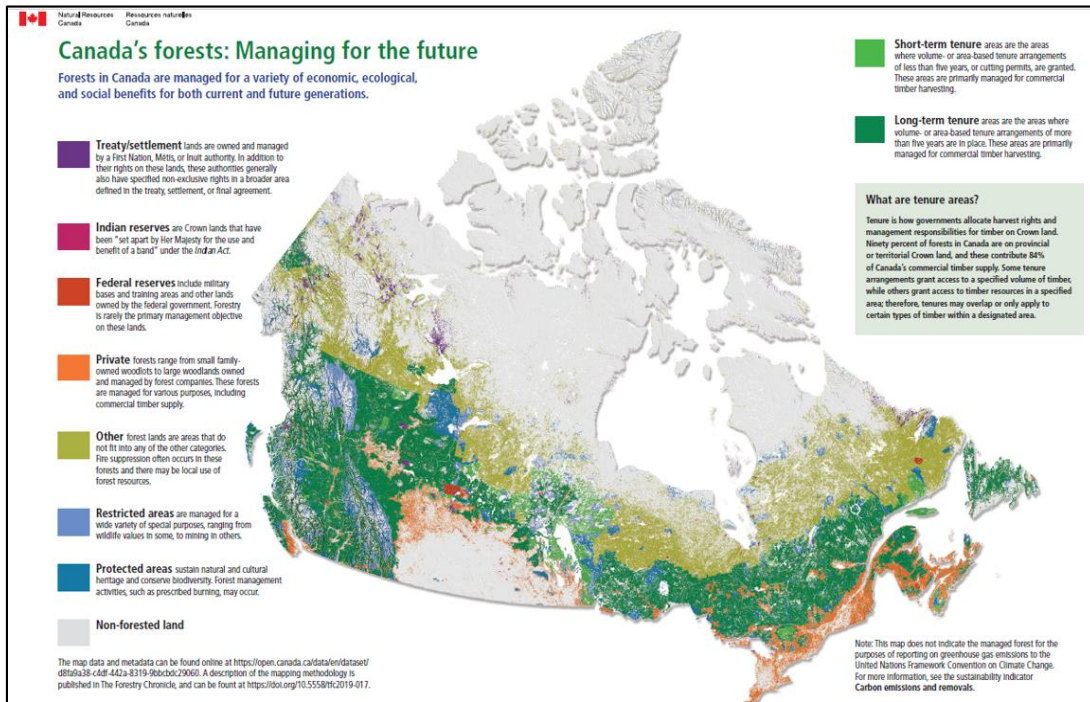 Natural Resources Canada
Ressources naturelles Canada
Canada's forests: Managing for the future
Forests in Canada are managed for a variety of economic, ecological,
and social benefits for both current and future generations.
Treaty/settlement lands are owned and managed
by a First Nation, Métis, or Inuit authority. In addition to
their rights on these lands, these authorities generally
also have specified non-exclusive rights in a broader area
defined in the treaty, settlement, or final agreement.
Indian reserves are Crown lands that have
been "set apart by Her Majesty for the use and
benefit of a band" under the Indian Act.
Federal reserves include military
bases and training areas and other lands
owned by the federal government. Forestry
is rarely the primary management objective
on these lands.
Private forests range from small family-
owned woodlots to large woodlands owned
and managed by forest companies. These forests
are managed for various purposes, including
commercial timber supply.
Other forest lands are areas that do
not fit into any of the other categories.
Fire suppression often occurs in these
forests and there may be local use of
forest resources.
Restricted areas are managed for a
wide variety of special purposes, ranging from
wildlife values in some, to mining in others.
Protected areas sustain natural and cultural
heritage and conserve biodiversity. Forest management
activities, such as prescribed burning, may occur.
Non-forested land
The map data and metadata can be found online at https://open.canada.ca/data/en/dataset/
d8fa9a38-c4df-442a-8319-9bbcbdc29060. A description of the mapping methodology is
published in The Forestry Chronicle, and can be found at https://doi.org/10.5558/tfc2019-017.
Short-term tenure areas are the areas
where volume- or area-based tenure arrangements
of less than five years, or cutting permits, are granted.
These areas are primarily managed for commercial
timber harvesting.
Long-term tenure areas are the areas where
volume- or area-based tenure arrangements of more
than five years are in place. These areas are primarily
managed for commercial timber harvesting.
What are tenure areas?
Tenure is how governments allocate harvest rights and
management responsibilities for timber on Crown land.
Ninety percent of forests in Canada are on provincial
or territorial Crown land, and these contribute 84%
of Canada's commercial timber supply. Some tenure
arrangements grant access to a specified volume of timber,
while others grant access to timber resources in a specified
area; therefore, tenures may overlap or only apply to
certain types of timber within a designated area.
Note: This map does not indicate the managed forest for the
purposes of reporting on greenhouse gas emissions to the
United Nations Framework Convention on Climate Change.
For more information, see the sustainability indicator
Carbon emissions and removals.